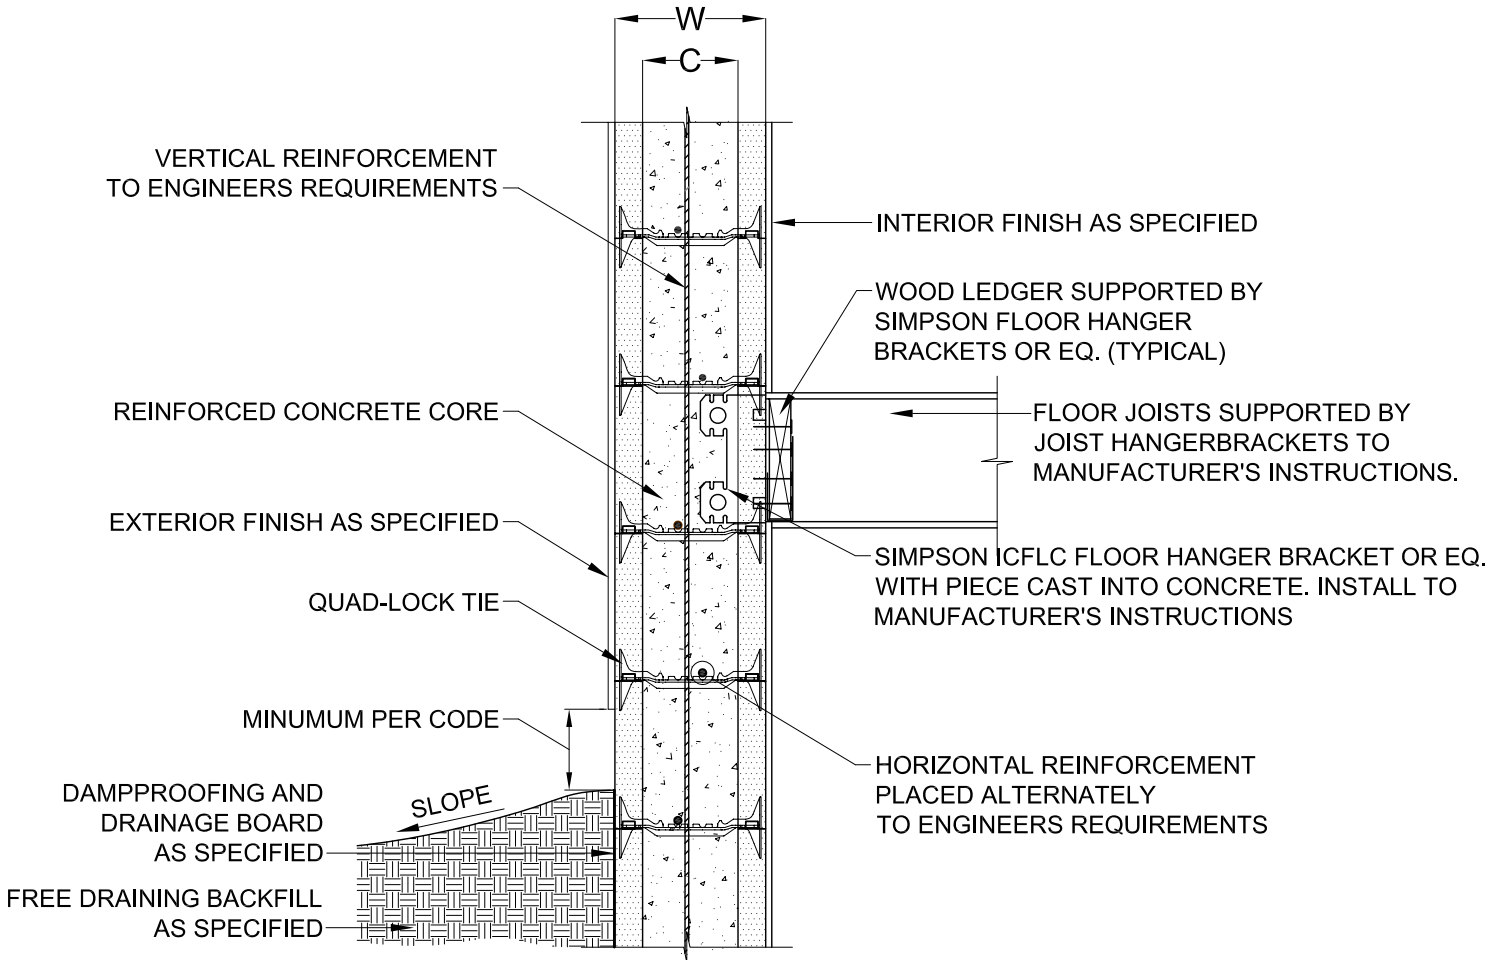 W
C
VERTICAL REINFORCEMENT
TO ENGINEERS REQUIREMENTS
INTERIOR FINISH AS SPECIFIED
WOOD LEDGER SUPPORTED BY
SIMPSON FLOOR HANGER
BRACKETS OR EQ. (TYPICAL)
REINFORCED CONCRETE CORE
FLOOR JOISTS SUPPORTED BY
JOIST HANGERBRACKETS TO
MANUFACTURER'S INSTRUCTIONS.
EXTERIOR FINISH AS SPECIFIED
SIMPSON ICFLC FLOOR HANGER BRACKET OR EQ.
WITH PIECE CAST INTO CONCRETE. INSTALL TO
MANUFACTURER'S INSTRUCTIONS
QUAD-LOCK TIE
MINUMUM PER CODE
HORIZONTAL REINFORCEMENT
PLACED ALTERNATELY
TO ENGINEERS REQUIREMENTS
SLOPE
DAMPPROOFING AND
DRAINAGE BOARD
AS SPECIFIED
FREE DRAINING BACKFILL
AS SPECIFIED